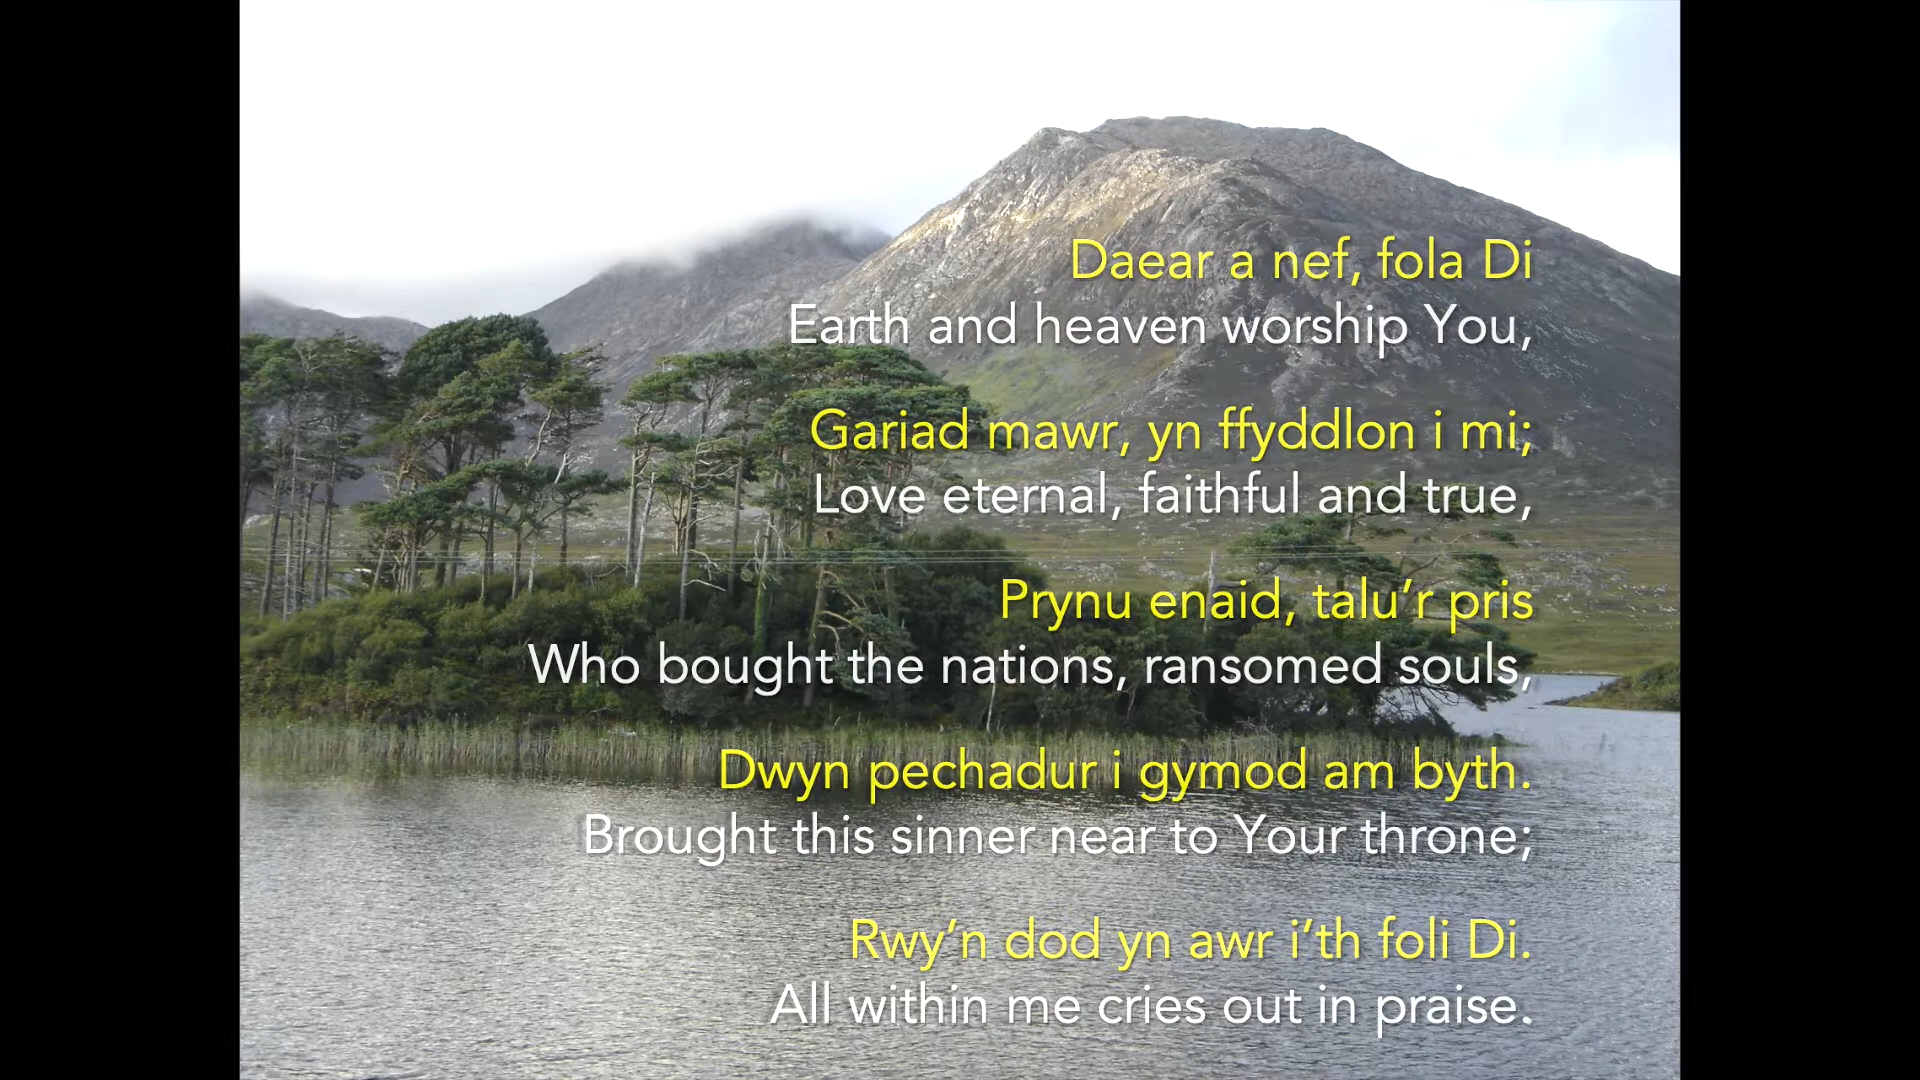 Daear a nef, fola Di
Earth and heaven worship You,
Gariad mawr, yn ffyddlon i mi;
Love eternal, faithful and true,
Prynu enaid, talu’r pris
Who bought the nations, ransomed souls,
Dwyn pechadur i gymod am byth.
Brought this sinner near to Your throne;
Rwy’n dod yn awr i’th foli Di.
All within me cries out in praise.